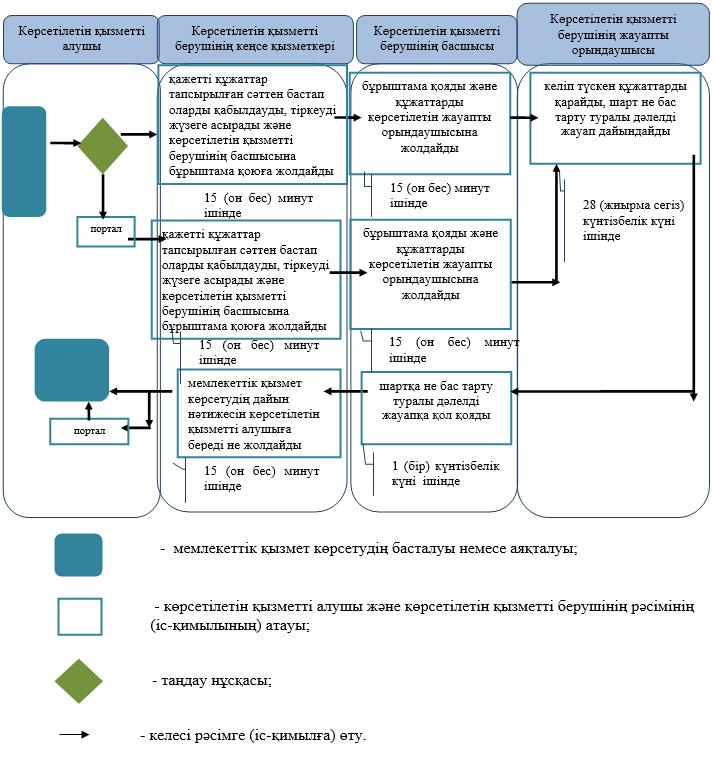 Көрсетілетін қызметті
алушы
Көрсетілетін қызметті
берушінің кеңсе қызметкері
Көрсетілетін қызметті
берушінің басшысы
Көрсетілетін қызметті
берушінің жауапты
орындаушысы
қажетті құжаттар
тапсырылған сәттен бастап
оларды қабылдауды, тіркеуді
жүзеге асырады және
көрсетілетін қызметті
берушінің басшысына
бұрыштама қоюға жолдайды
15 (он бес) минут
ішінде
бұрыштама қояды және
құжаттарды
көрсетілетін жауапты
орындаушысына
жолдайды
15 (он бес) минут
ішінде
келіп түскен құжаттарды
қарайды, шарт не бас
тарту туралы дәлелді
жауап дайындайды
28 (жиырма сегіз)
күнтізбелік күні
ішінде
портал
қажетті құжаттар
тапсырылған сәттен бастап
оларды қабылдауды, тіркеуді
жүзеге асырады және
көрсетілетін қызметті
берушінің басшысына
бұрыштама қоюға жолдайды
15 (он бес) минут
ішінде
бұрыштама қояды және
құжаттарды
көрсетілетін жауапты
орындаушысына
жолдайды
15 (он бес) минут
ішінде
мемлекеттік қызмет
көрсетудің дайын
нәтижесін көрсетілетін
қызметті алушыға
береді не жолдайды
15 (он бес) минут
ішінде
шартқа не бас тарту
туралы дәлелді
жауапқа қол қояды
1 (бір) күнтізбелік
күні ішінде
портал
- мемлекеттік қызмет көрсетудің басталуы немесе аяқталуы;
- көрсетілетін қызметті алушы және көрсетілетін қызметті берушінің рәсімінің
(іс-қимылының) атауы;
- таңдау нұсқасы;
- келесі рәсімге (іс-қимылға) өту.